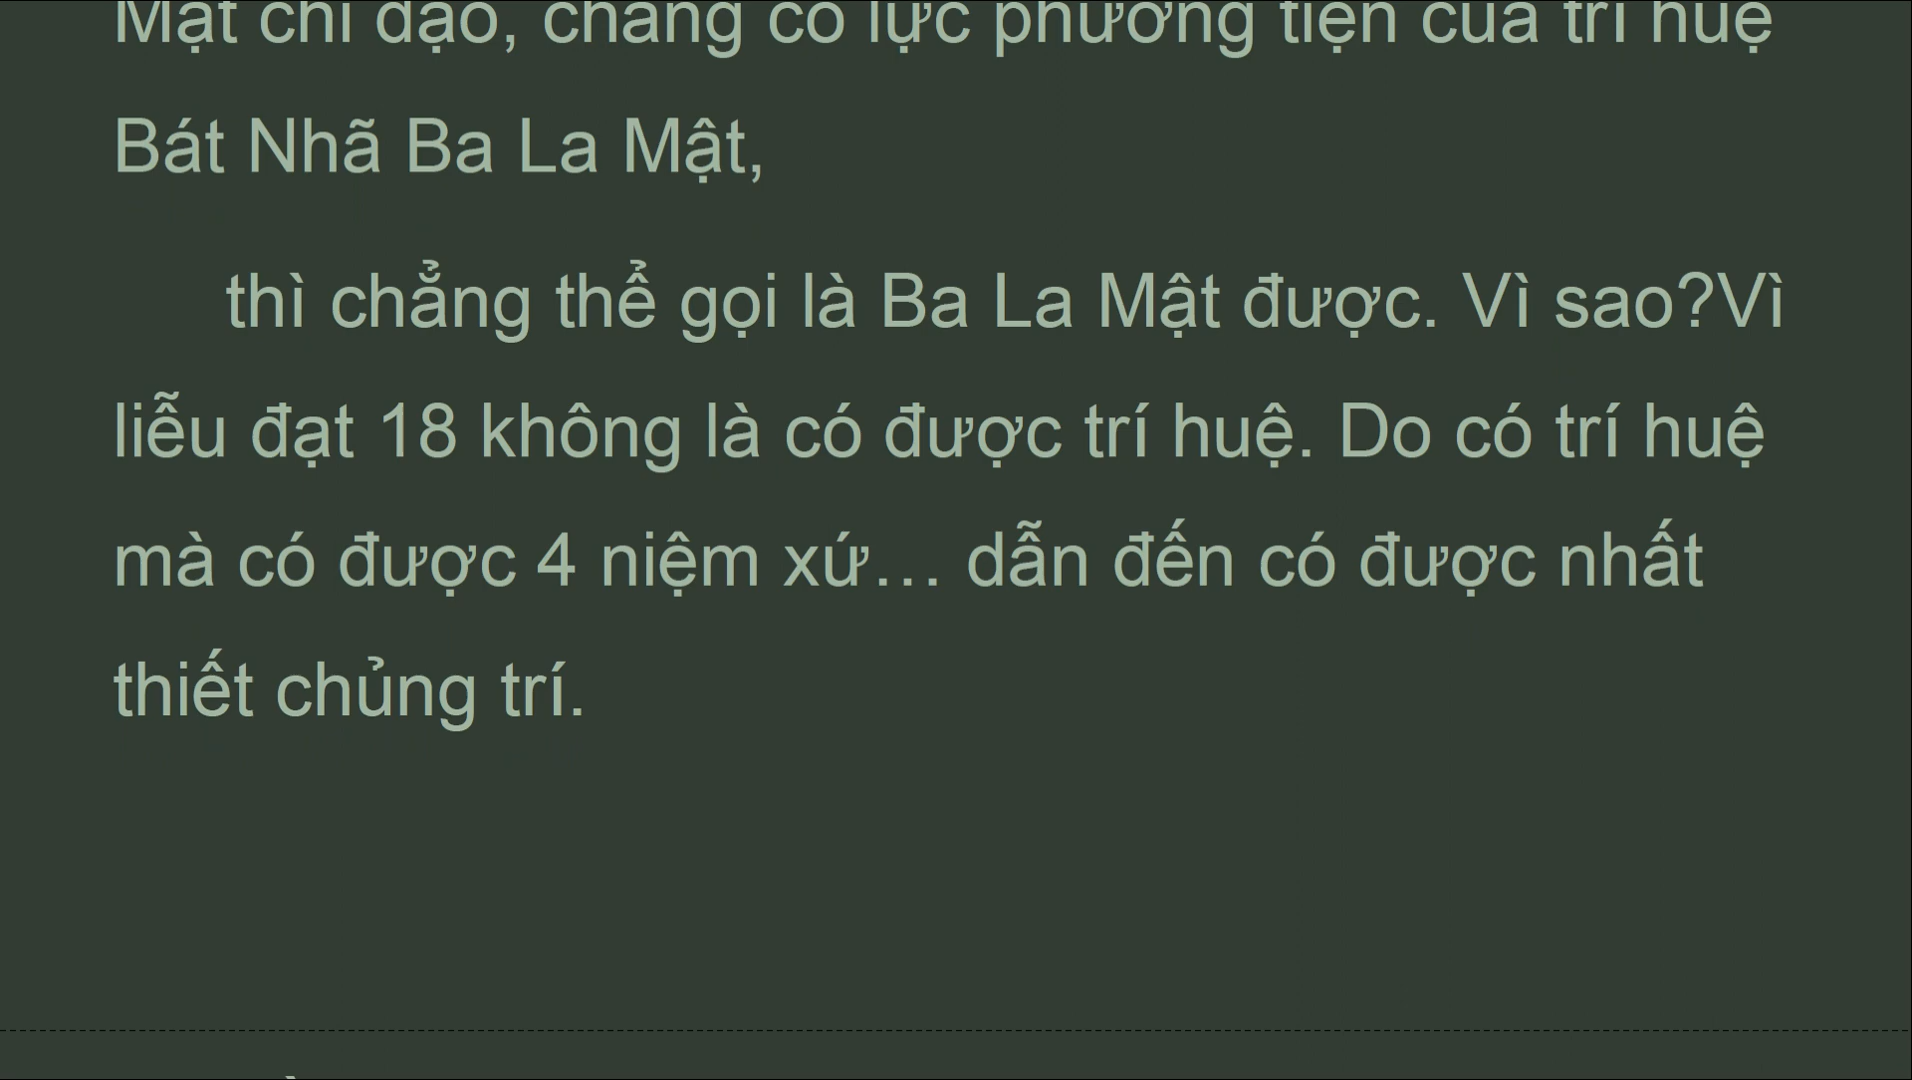 Mật chỉ đạo, chẳng có lực phương tiện của trí huệ
Bát Nhã Ba La Mật,
thì chẳng thể gọi là Ba La Mật được. Vì sao?Vì
liễu đạt 18 không là có được trí huệ. Do có trí huệ
mà có được 4 niệm xứ… dẫn đến có được nhất
thiết chủng trí.